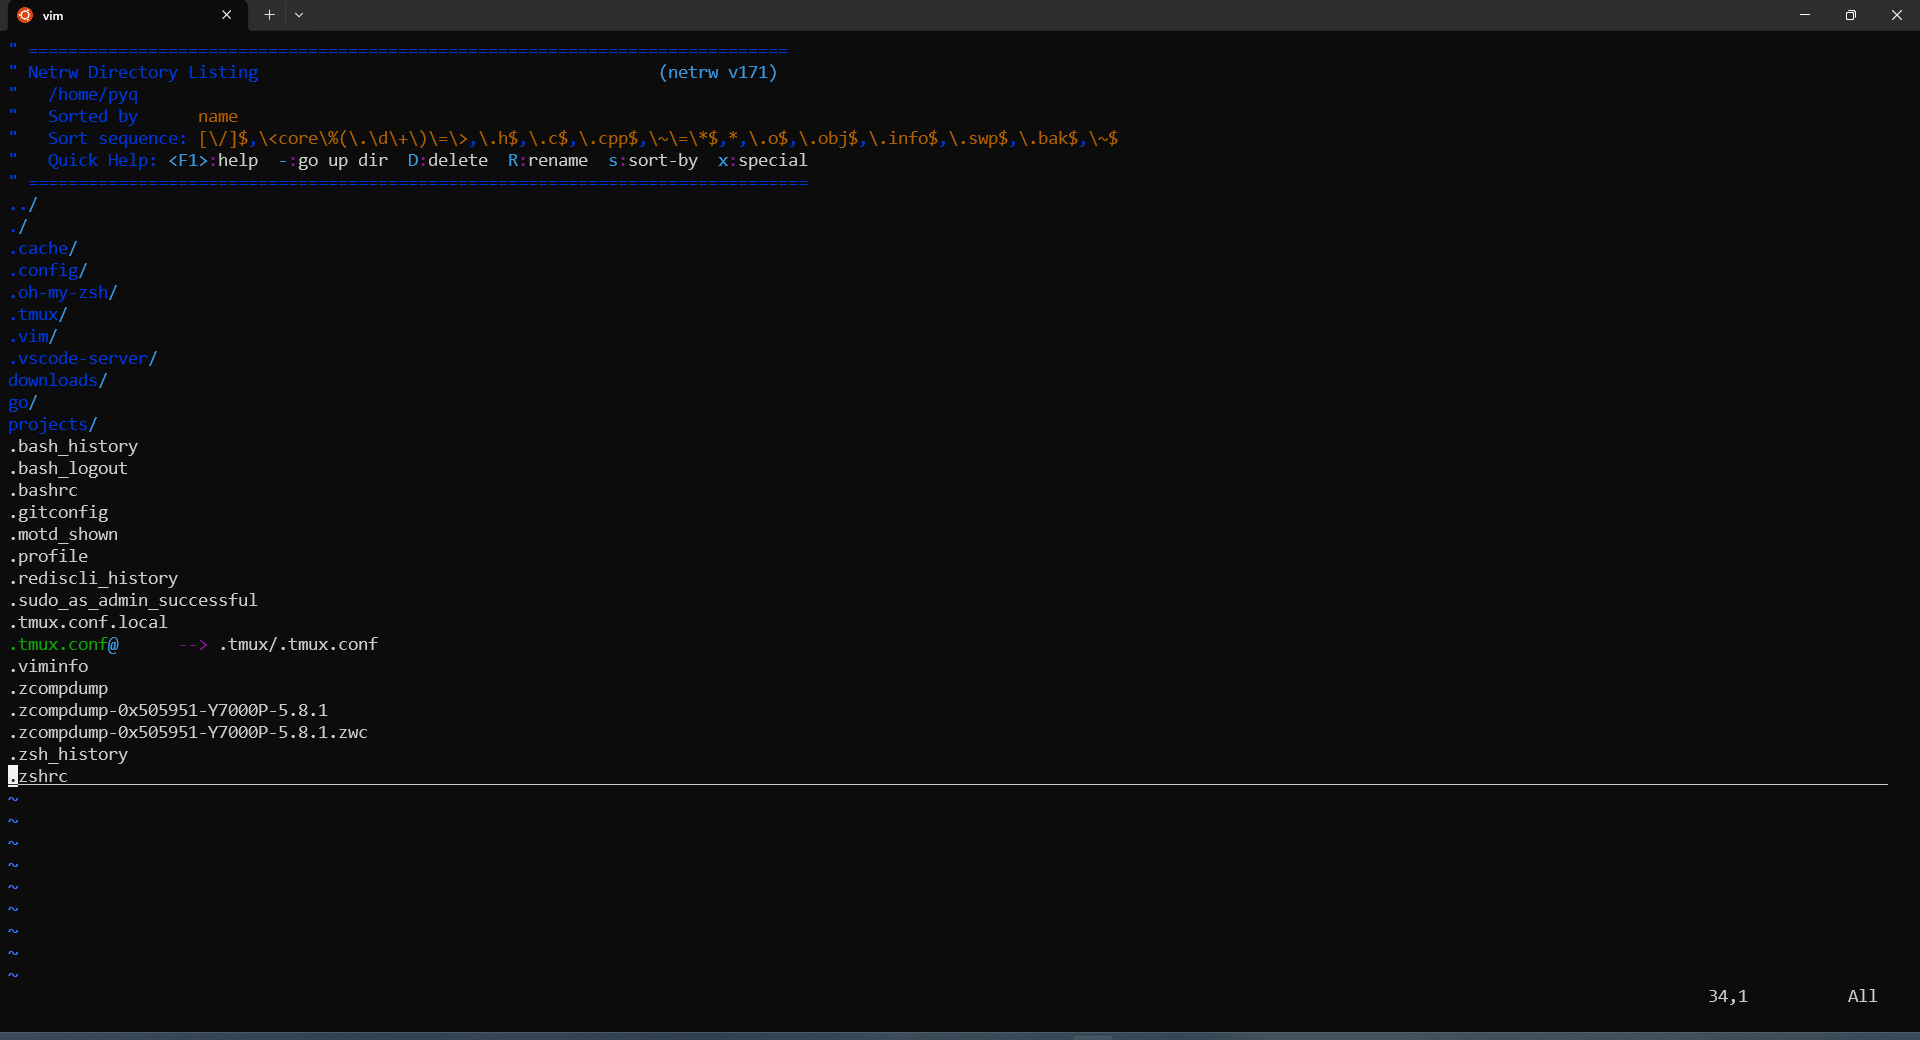 vim
" ============================================================================
" Netrw Directory Listing                                        (netrw v171)
"   /home/pyq
"   Sorted by      name
"   Sort sequence: [\/]$,\<core\%(\.\d\+\)\=\>,\.h$,\.c$,\.cpp$,\~\=\*$,*,\.o$,\.obj$,\.info$,\.swp$,\.bak$,\~$
"   Quick Help: <F1>:help  -:go up dir  D:delete  R:rename  s:sort-by  x:special
" ==============================================================================
../
./
.cache/
.config/
.oh-my-zsh/
.tmux/
.vim/
.vscode-server/
downloads/
go/
projects/
.bash_history
.bash_logout
.bashrc
.gitconfig
.motd_shown
.profile
.rediscli_history
.sudo_as_admin_successful
.tmux.conf.local
.tmux.conf@      --> .tmux/.tmux.conf
.viminfo
.zcompdump
.zcompdump-0x505951-Y7000P-5.8.1
.zcompdump-0x505951-Y7000P-5.8.1.zwc
.zsh_history
.zshrc
~
~
~
~
~
~
~
~
~
34,1          All